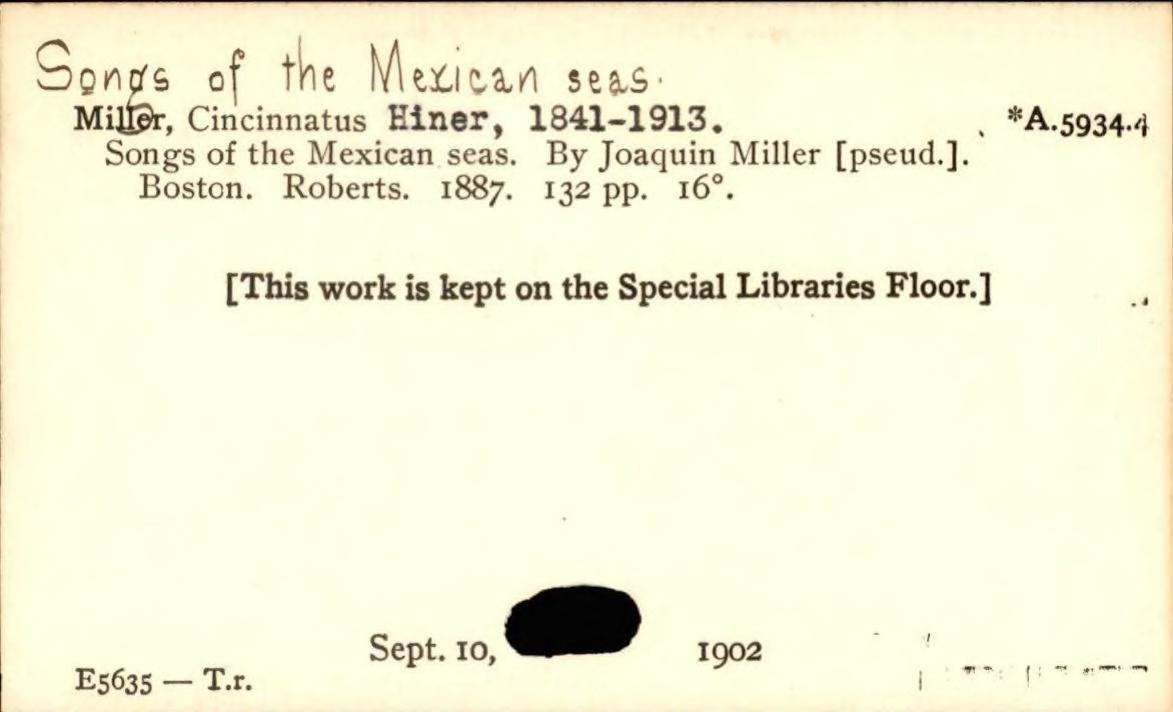 Songs of the Mexican seas.
Miller, Cincinnatus Hiner, 1841-1913. *A.5934.4
Songs of the Mexican seas. By Joaquin Miller [pseud.].
Boston. Roberts. 1887. 132 pp. 16°.
[This work is kept on the Special Libraries Floor.]
Sept. 10, 1902
E5635 — T.r.